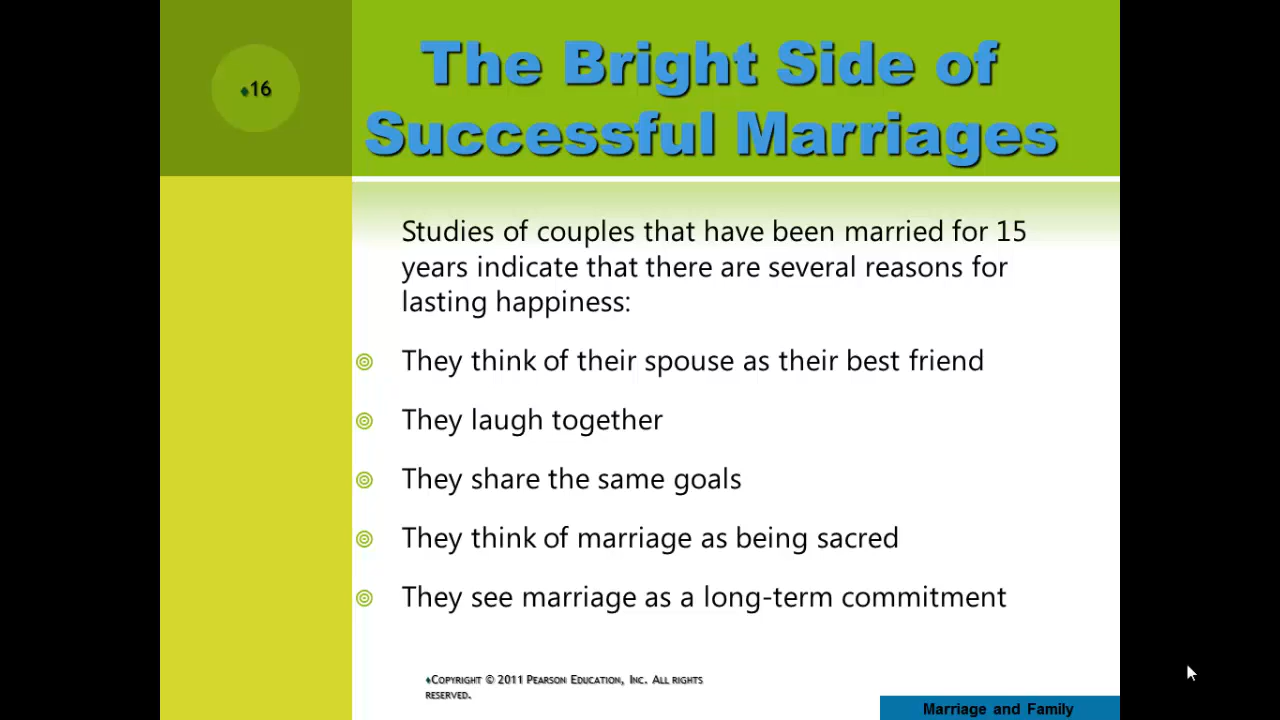 ♦16
The Bright Side of
Successful Marriages
Studies of couples that have been married for 15
years indicate that there are several reasons for
lasting happiness:
They think of their spouse as their best friend
They laugh together
They share the same goals
They think of marriage as being sacred
They see marriage as a long-term commitment
♦Copyright © 2011 Pearson Education, Inc. All rights
reserved.
Marriage and Family